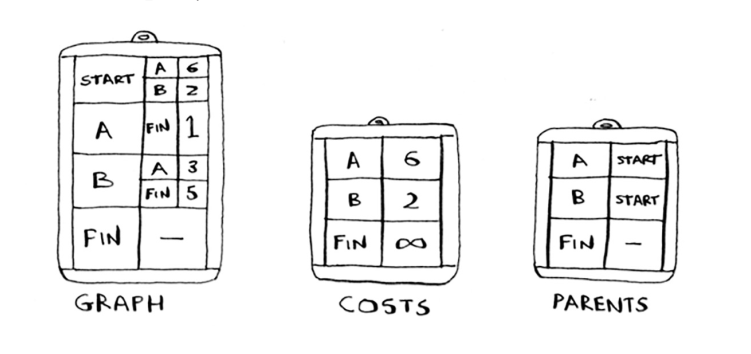 START A 6
B 2
A FIN 1
B A 3
FIN 5
FIN —
GRAPH
A 6
B 2
FIN ∞
COSTS
A START
B START
FIN —
PARENTS